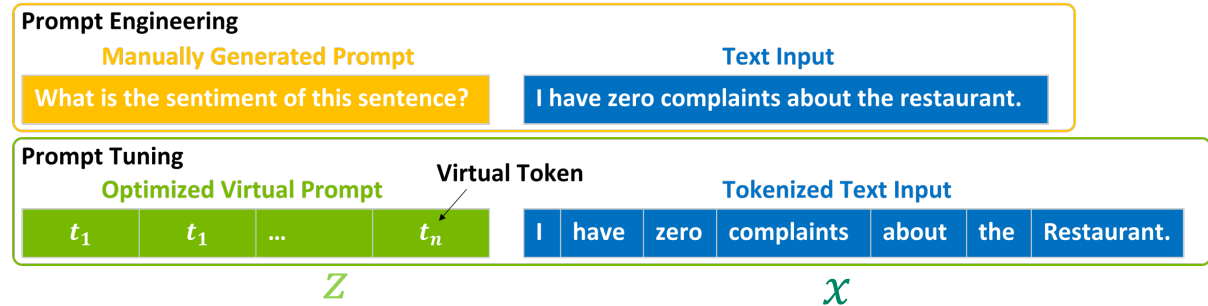 Prompt Engineering
Manually Generated Prompt Text Input
What is the sentiment of this sentence? I have zero complaints about the restaurant.
Prompt Tuning
Virtual Token
Optimized Virtual Prompt Tokenized Text Input
t₁ t₁ ... tₙ I have zero complaints about the Restaurant.
Z x